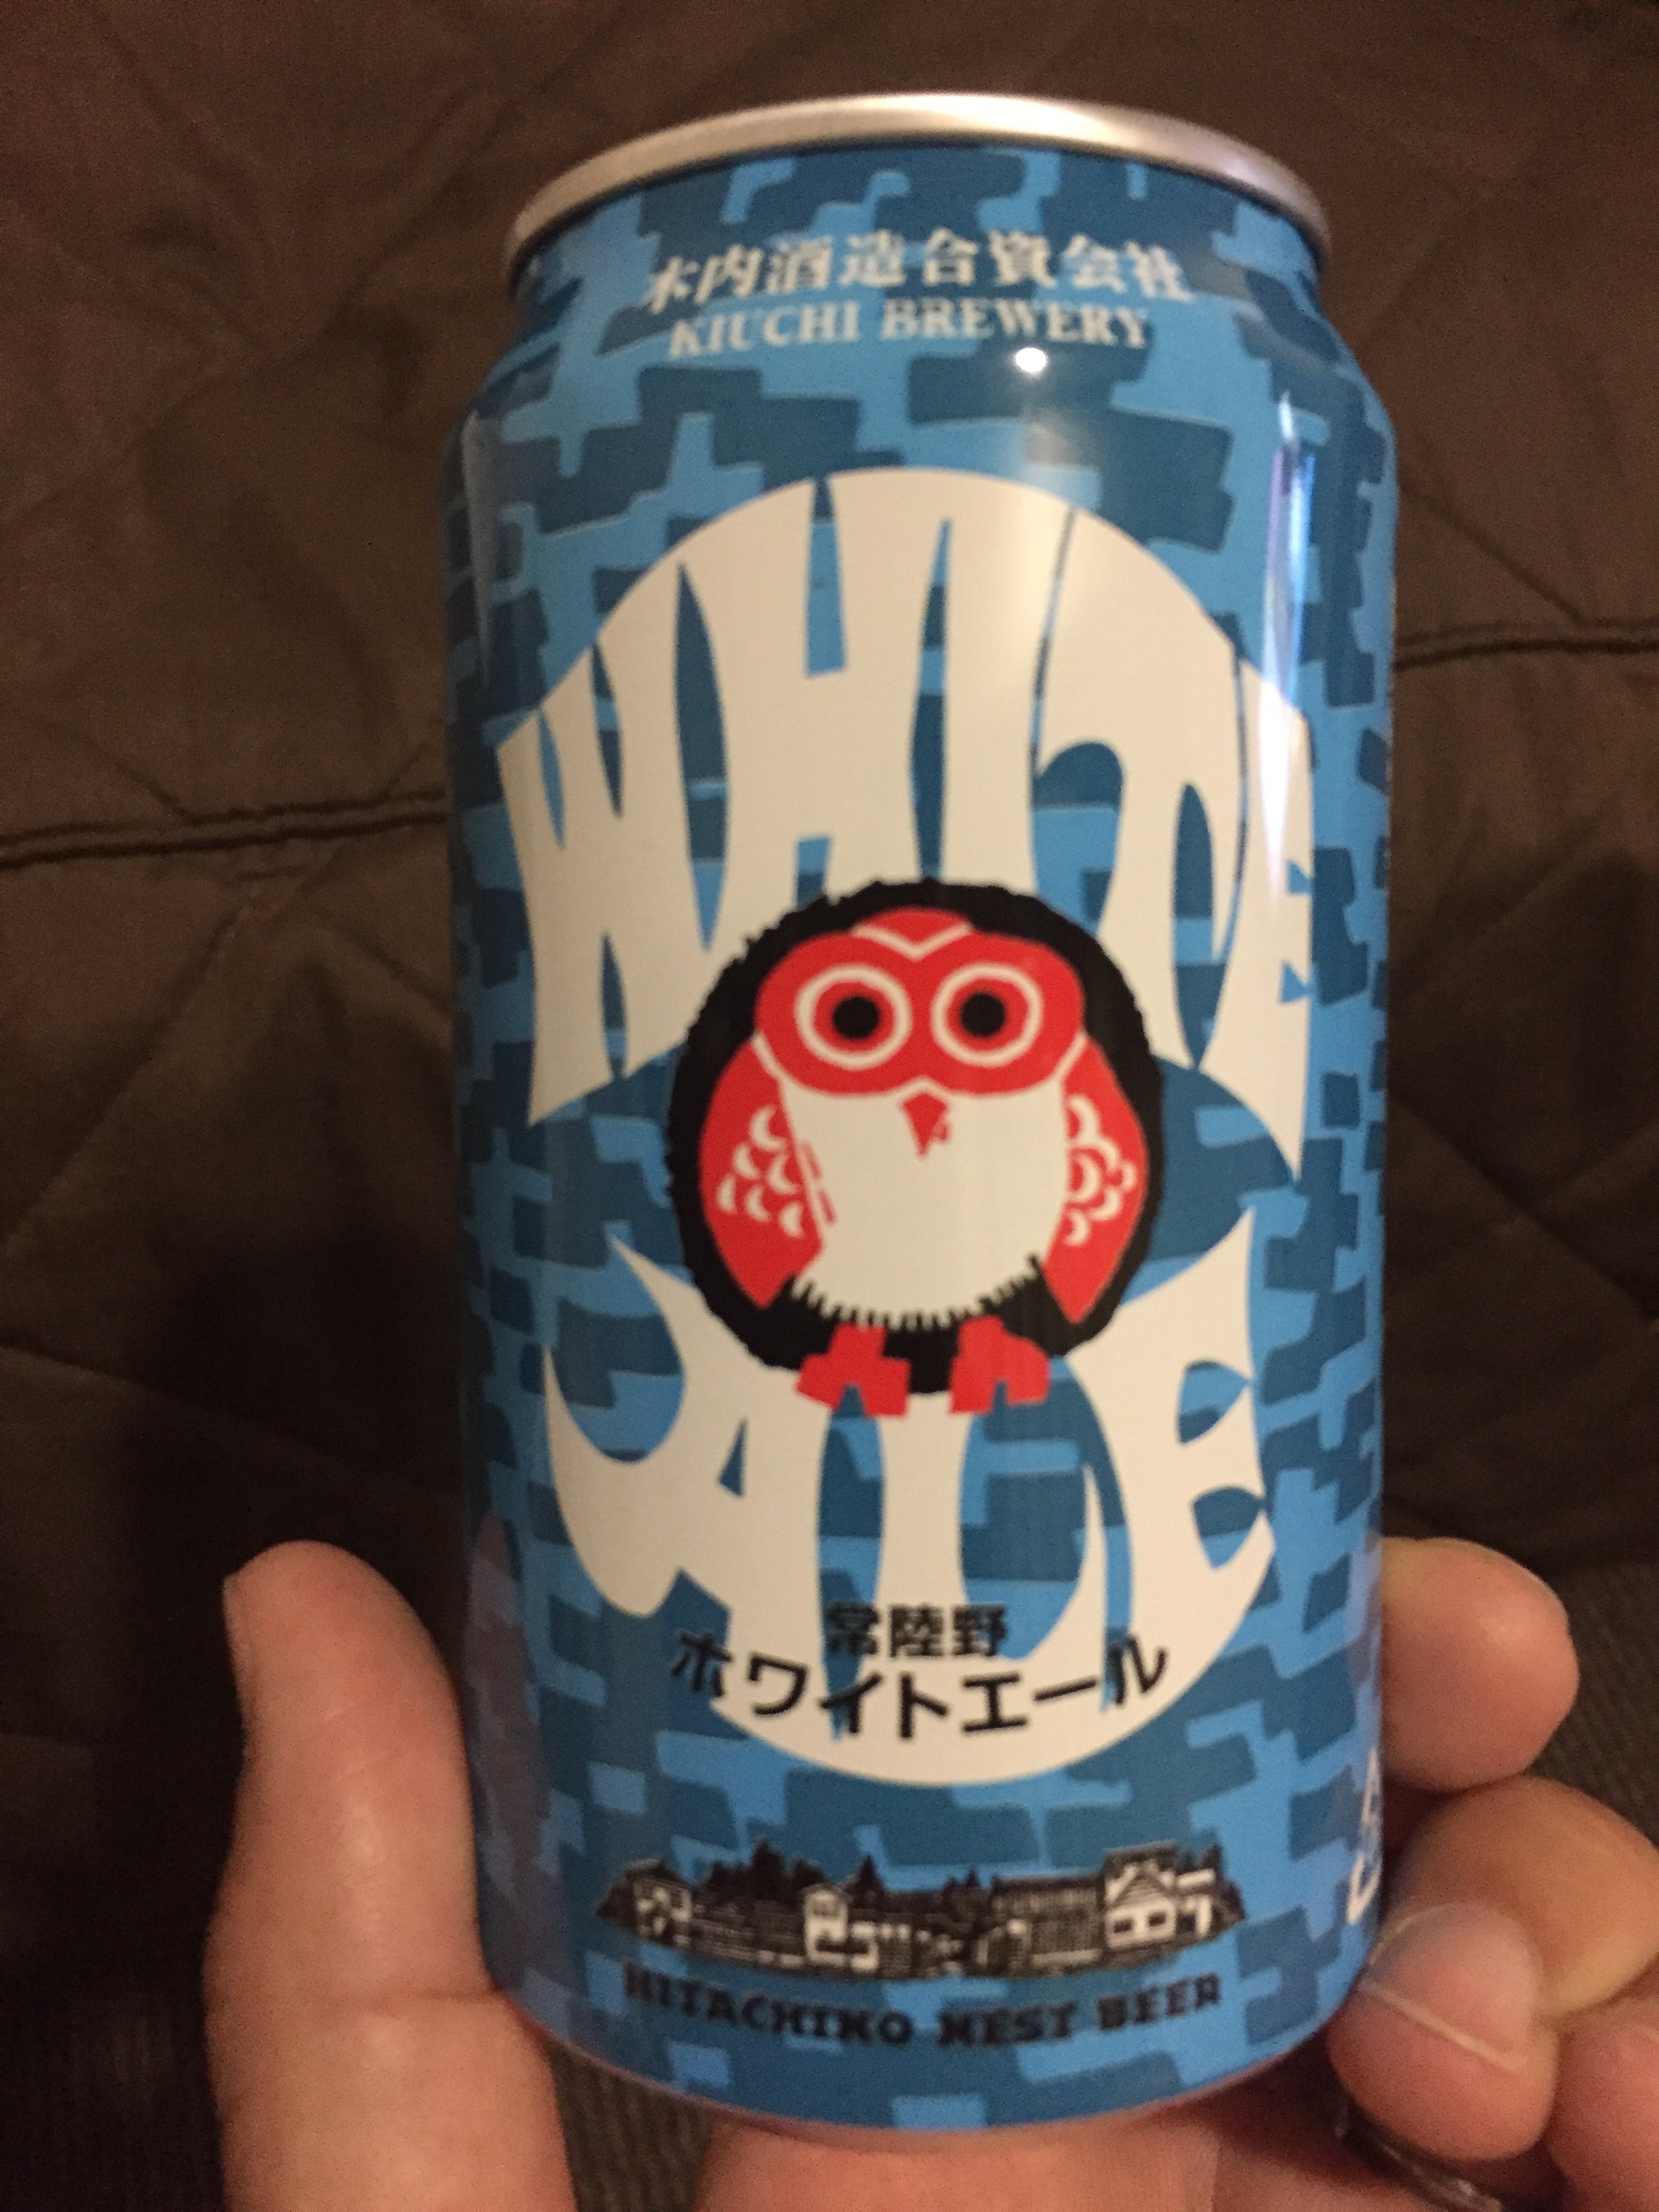 木内酒造合資会社
KIUCHI BREWERY
WHITE
ALE
常陸野
ホワイトエール
HITACHINO NEST BEER